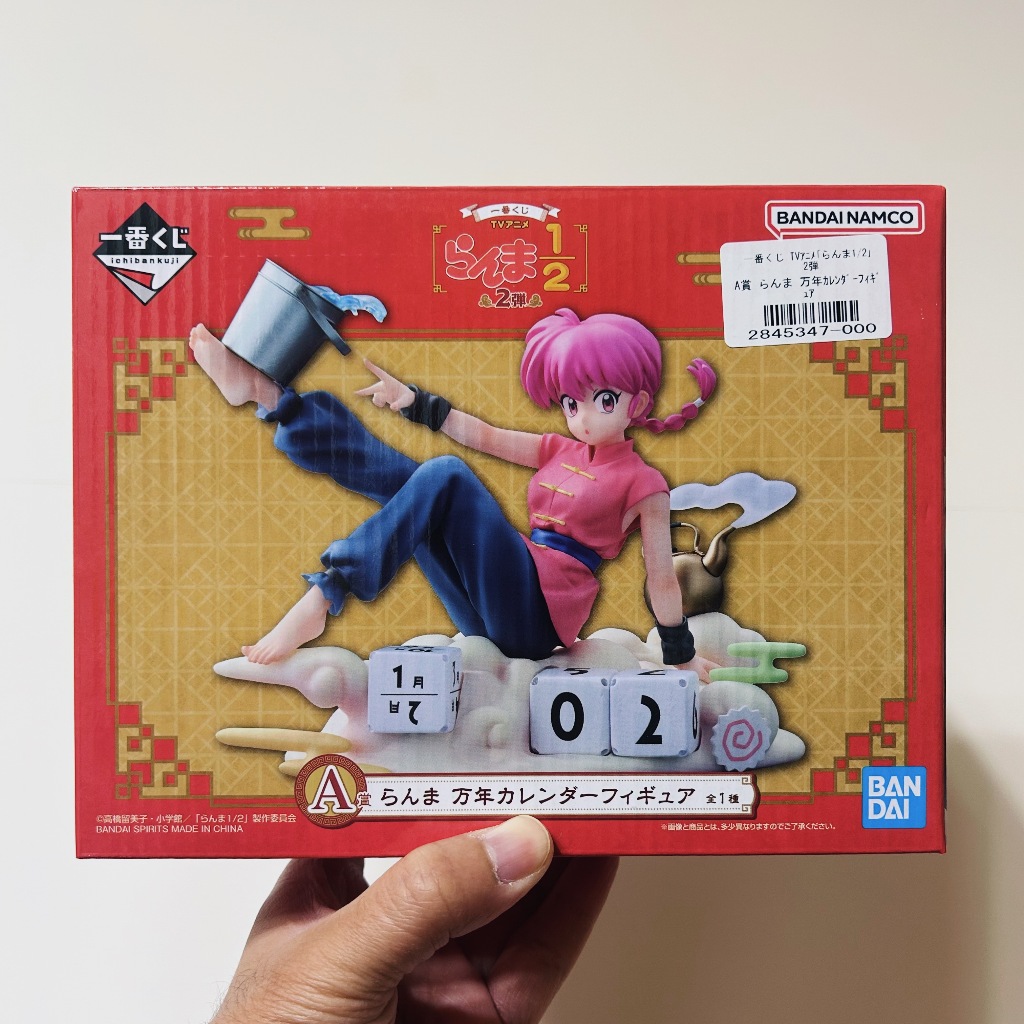 一番くじ
ichibankuji
一番くじ
TVアニメ
らんま1/2
2弾
BANDAI NAMCO
一番くじ TVアニメ「らんま1/2」
2弾
A賞 らんま 万年カレンダーフィギ
ュア
2845347-000
1月
2月
0
2
A賞 らんま 万年カレンダーフィギュア 全1種
©高橋留美子・小学館／「らんま1/2」製作委員会
BANDAI SPIRITS MADE IN CHINA
※画像と商品とは、多少異なりますのでご了承ください。
BAN
DAI